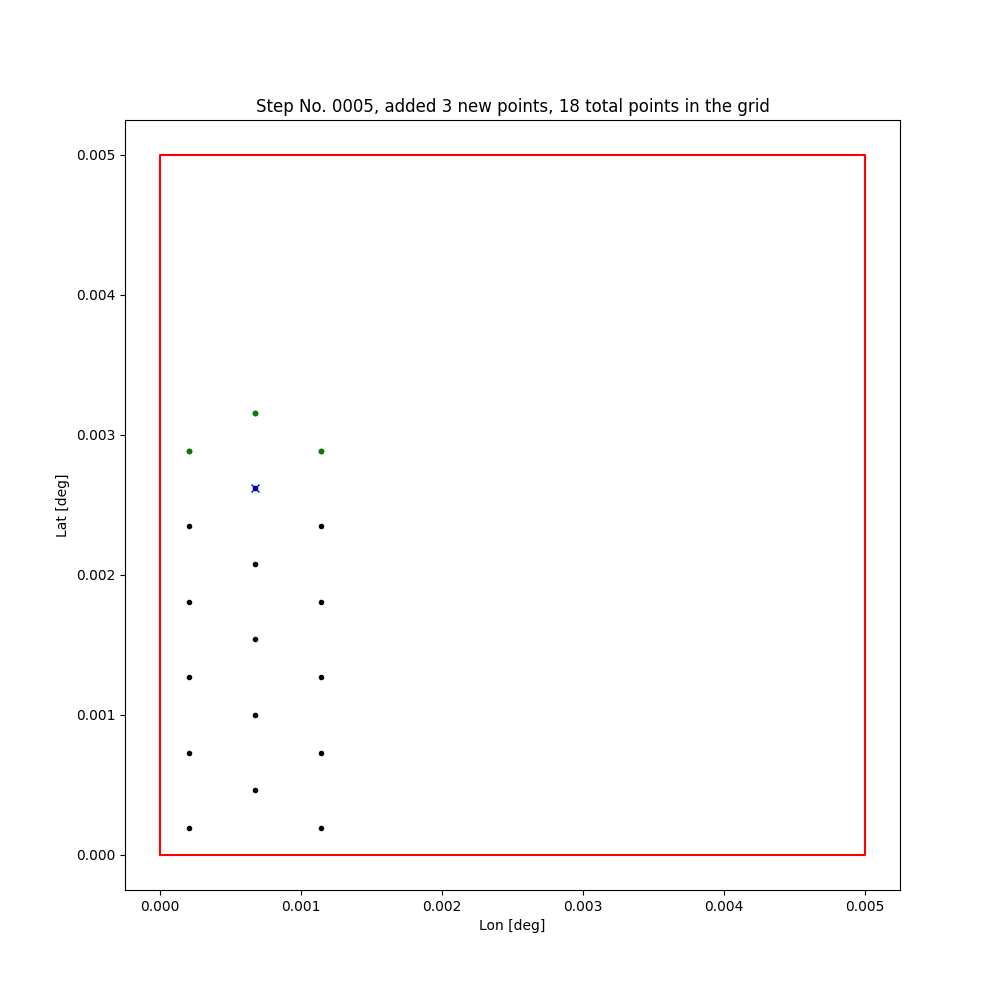 Step No. 0005, added 3 new points, 18 total points in the grid
0.005
0.004
0.003
0.002
0.001
0.000
Lat [deg]
0.000 0.001 0.002 0.003 0.004 0.005
Lon [deg]